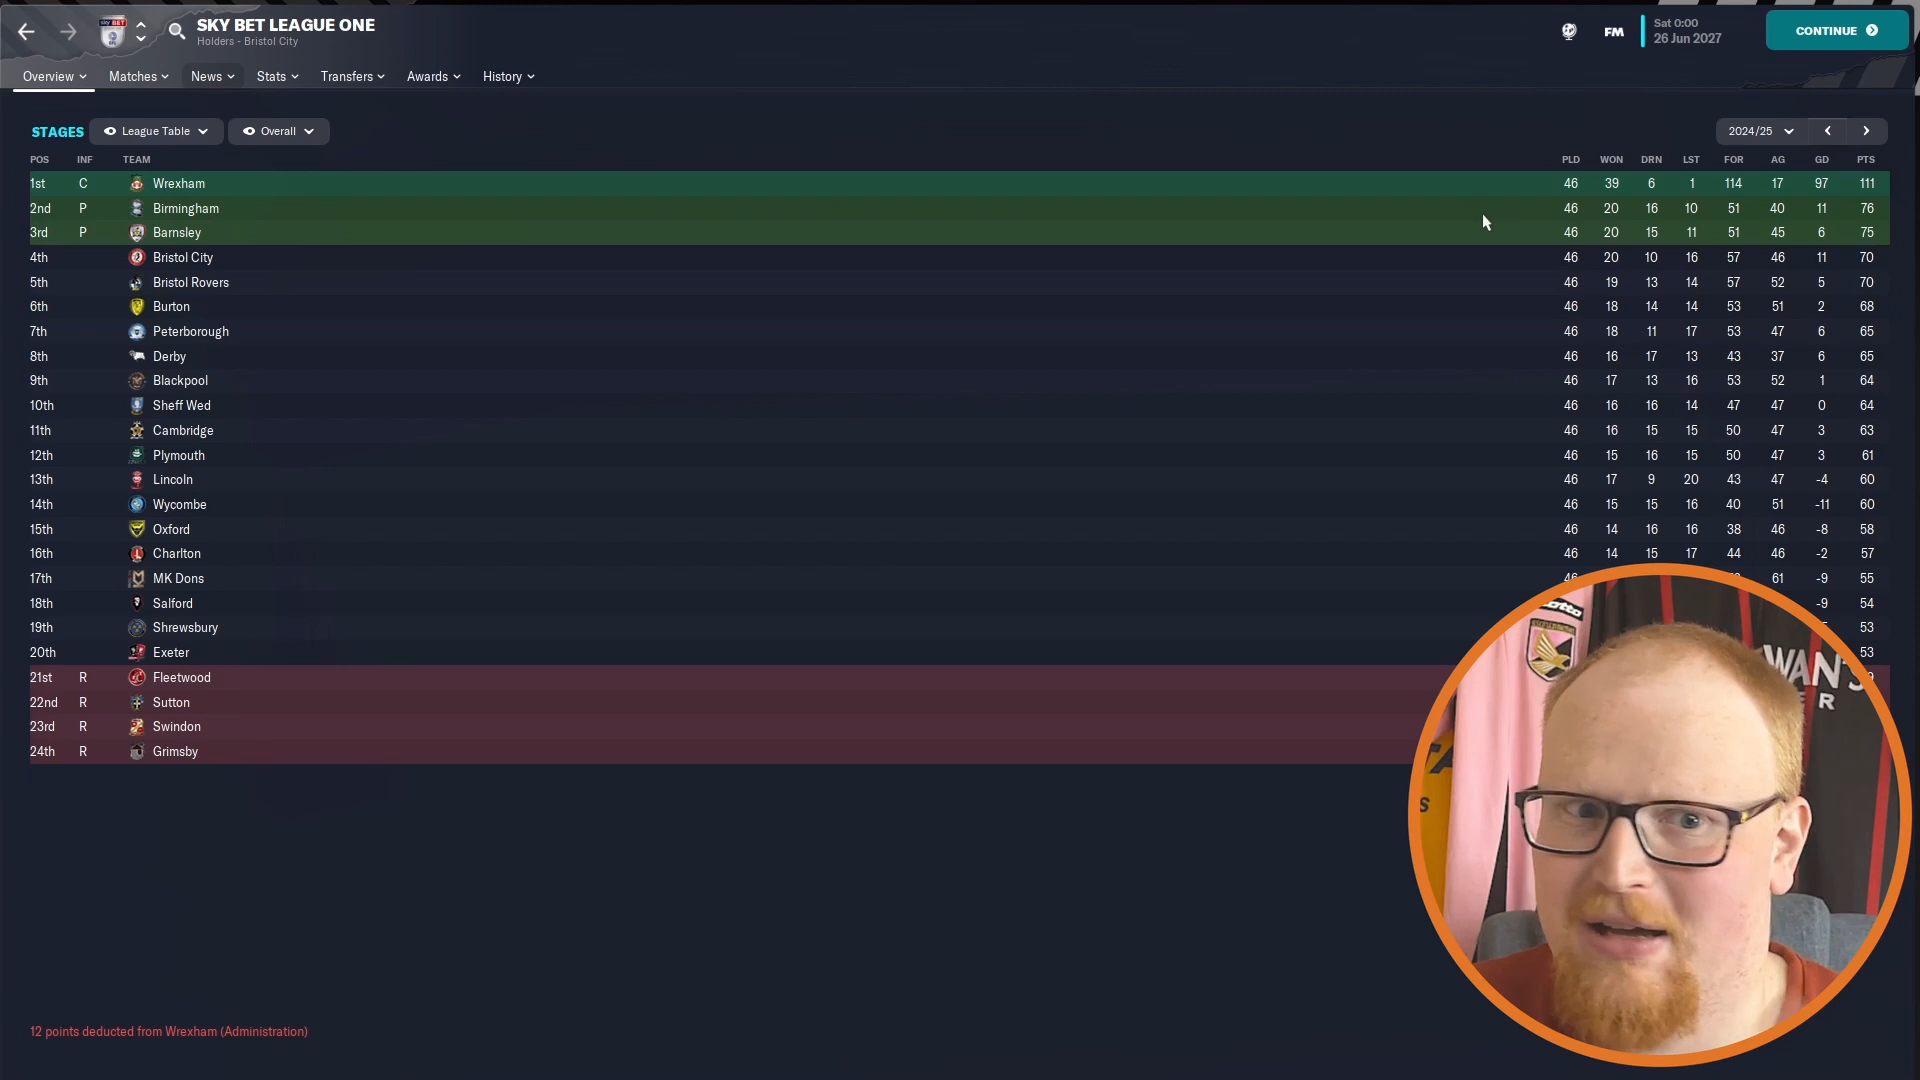 SKY BET LEAGUE ONE
Holders - Bristol City
FM
Sat 0:00
26 Jun 2027
CONTINUE
Overview Matches News Stats Transfers Awards History
STAGES League Table Overall 2024/25
POS INF TEAM PLD WON DRN LST FOR AG GD PTS
1st C Wrexham 46 39 6 1 114 17 97 111
2nd P Birmingham 46 20 16 10 51 40 11 76
3rd P Barnsley 46 20 15 11 51 45 6 75
4th Bristol City 46 20 10 16 57 46 11 70
5th Bristol Rovers 46 19 13 14 57 52 5 70
6th Burton 46 18 14 14 53 51 2 68
7th Peterborough 46 18 11 17 53 47 6 65
8th Derby 46 16 17 13 43 37 6 65
9th Blackpool 46 17 13 16 53 52 1 64
10th Sheff Wed 46 16 16 14 47 47 0 64
11th Cambridge 46 16 15 15 50 47 3 63
12th Plymouth 46 15 16 15 50 47 3 61
13th Lincoln 46 17 9 20 43 47 -4 60
14th Wycombe 46 15 15 16 40 51 -11 60
15th Oxford 46 14 16 16 38 46 -8 58
16th Charlton 46 14 15 17 44 46 -2 57
17th MK Dons 61 -9 55
18th Salford -9 54
19th Shrewsbury 53
20th Exeter 53
21st R Fleetwood
22nd R Sutton
23rd R Swindon
24th R Grimsby
12 points deducted from Wrexham (Administration)